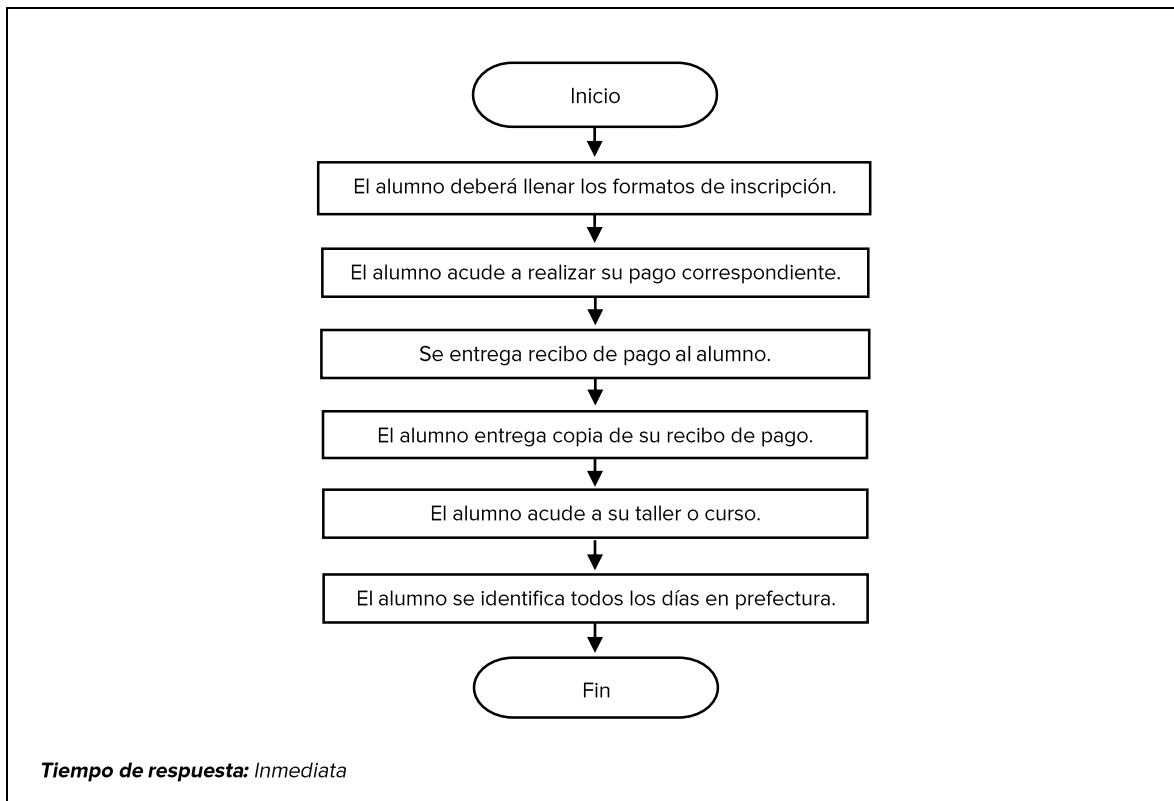 Inicio
El alumno deberá llenar los formatos de inscripción.
El alumno acude a realizar su pago correspondiente.
Se entrega recibo de pago al alumno.
El alumno entrega copia de su recibo de pago.
El alumno acude a su taller o curso.
El alumno se identifica todos los días en prefectura.
Fin
Tiempo de respuesta: Inmediata